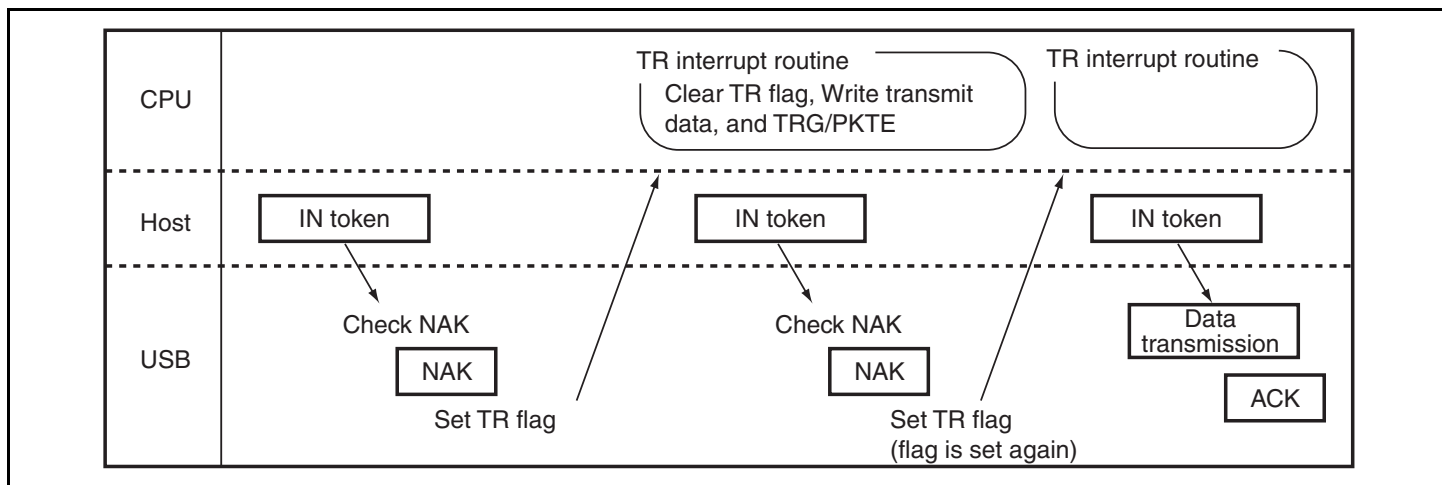 CPU
TR interrupt routine
Clear TR flag, Write transmit
data, and TRG/PKTE
TR interrupt routine
Host
IN token
IN token
IN token
USB
Check NAK
NAK
Set TR flag
Check NAK
NAK
Set TR flag
(flag is set again)
Data
transmission
ACK